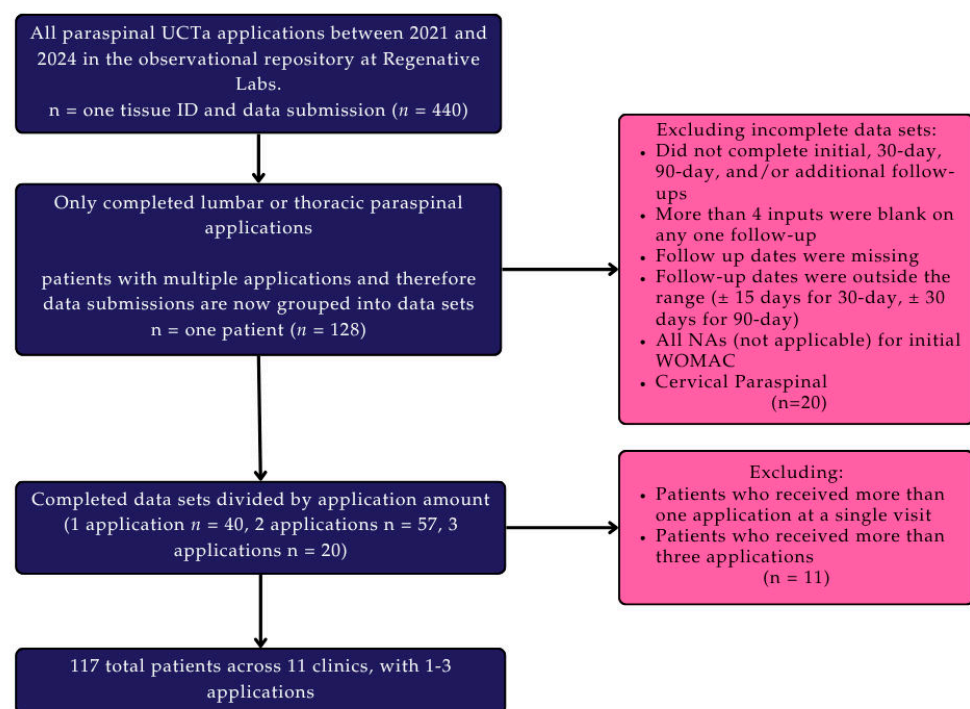 All paraspinal UCTa applications between 2021 and
2024 in the observational repository at Regenative
Labs.
n = one tissue ID and data submission (n = 440)
Only completed lumbar or thoracic paraspinal
applications
patients with multiple applications and therefore
data submissions are now grouped into data sets
n = one patient (n = 128)
Excluding incomplete data sets:
• Did not complete initial, 30-day,
90-day, and/or additional follow-
ups
• More than 4 inputs were blank on
any one follow-up
• Follow up dates were missing
• Follow-up dates were outside the
range (± 15 days for 30-day, ± 30
days for 90-day)
• All NAs (not applicable) for initial
WOMAC
• Cervical Paraspinal
(n=20)
Completed data sets divided by application amount
(1 application n = 40, 2 applications n = 57, 3
applications n = 20)
Excluding:
• Patients who received more than
one application at a single visit
• Patients who received more than
three applications
(n = 11)
117 total patients across 11 clinics, with 1-3
applications